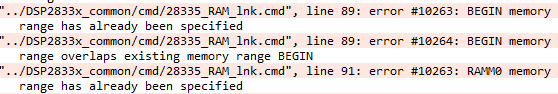 "../DSP2833x_common/cmd/28335_RAM_lnk.cmd", line 89: error #10263: BEGIN memory
range has already been specified
"../DSP2833x_common/cmd/28335_RAM_lnk.cmd", line 89: error #10264: BEGIN memory
range overlaps existing memory range BEGIN
"../DSP2833x_common/cmd/28335_RAM_lnk.cmd", line 91: error #10263: RAMM0 memory
range has already been specified